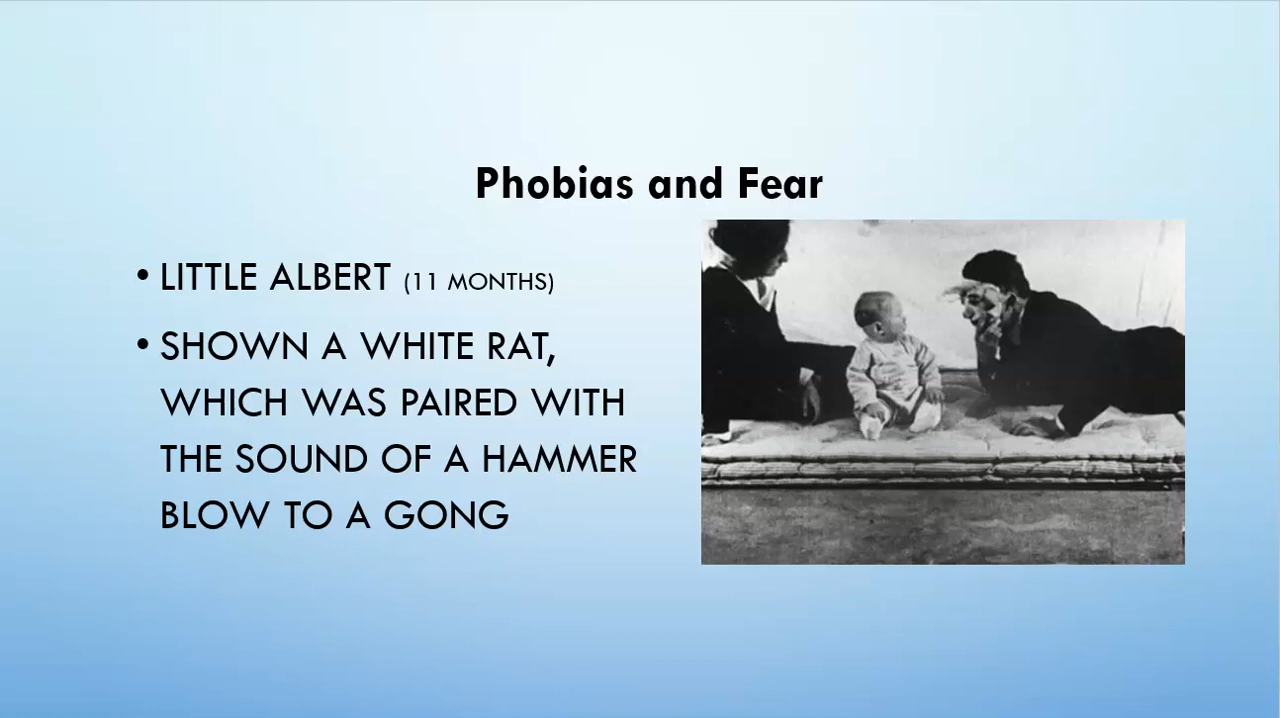 Phobias and Fear
• LITTLE ALBERT (11 MONTHS)
• SHOWN A WHITE RAT,
WHICH WAS PAIRED WITH
THE SOUND OF A HAMMER
BLOW TO A GONG